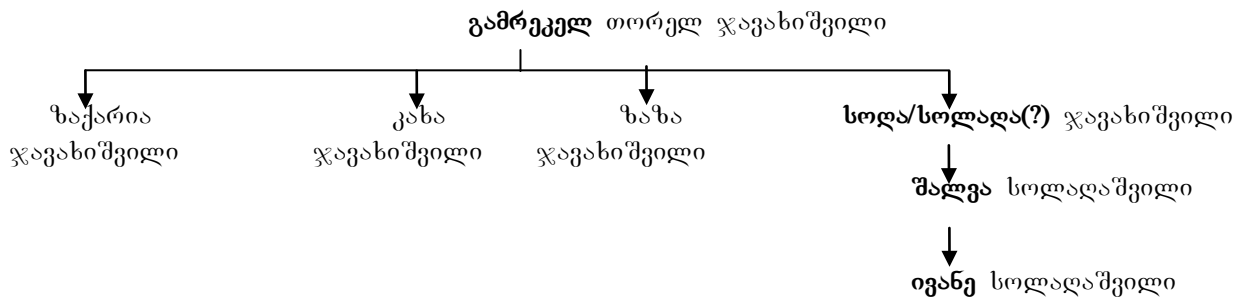 გამრეკელ თორელ ჯავახიშვილი
ზაქარია კახა ზაზა სოღა/სოლაღა(?) ჯავახიშვილი
ჯავახიშვილი ჯავახიშვილი ჯავახიშვილი
შალვა სოლაღაშვილი
ივანე სოლაღაშვილი